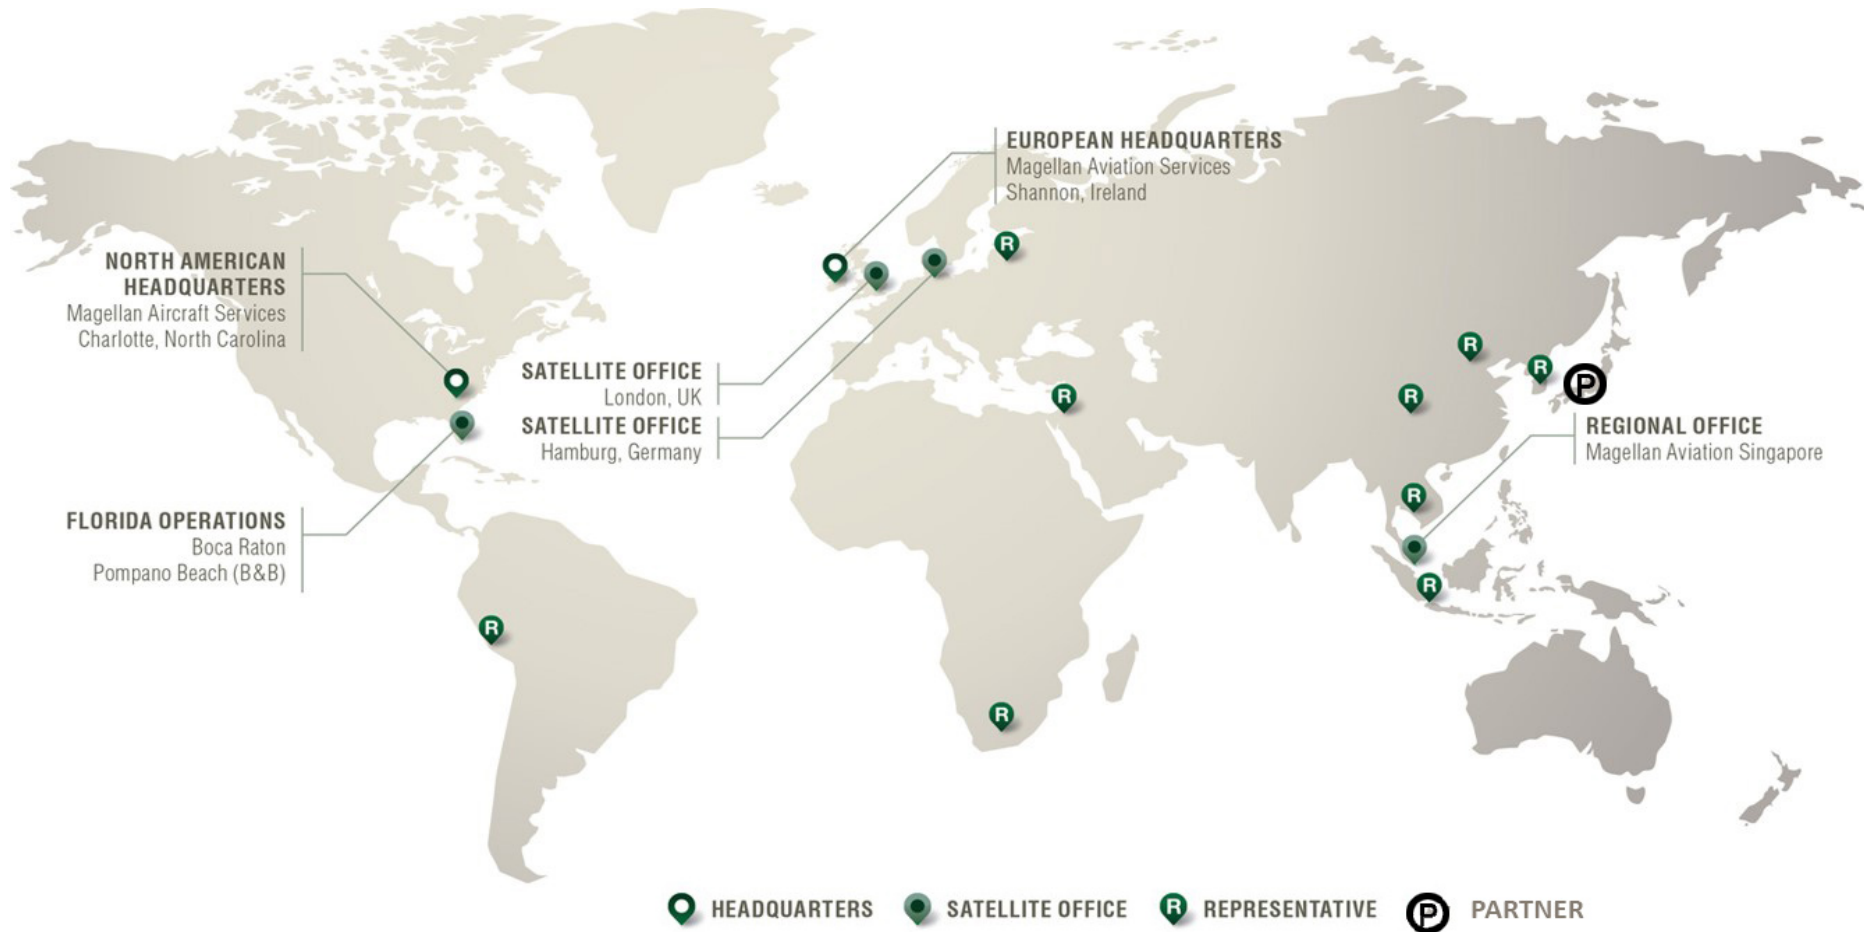 EUROPEAN HEADQUARTERS
Magellan Aviation Services
Shannon, Ireland
NORTH AMERICAN
HEADQUARTERS
Magellan Aircraft Services
Charlotte, North Carolina
SATELLITE OFFICE
London, UK
SATELLITE OFFICE
Hamburg, Germany
FLORIDA OPERATIONS
Boca Raton
Pompano Beach (B&B)
REGIONAL OFFICE
Magellan Aviation Singapore
R
R
R
R
R
P
R
R
R
R
HEADQUARTERS
SATELLITE OFFICE
R REPRESENTATIVE
P PARTNER